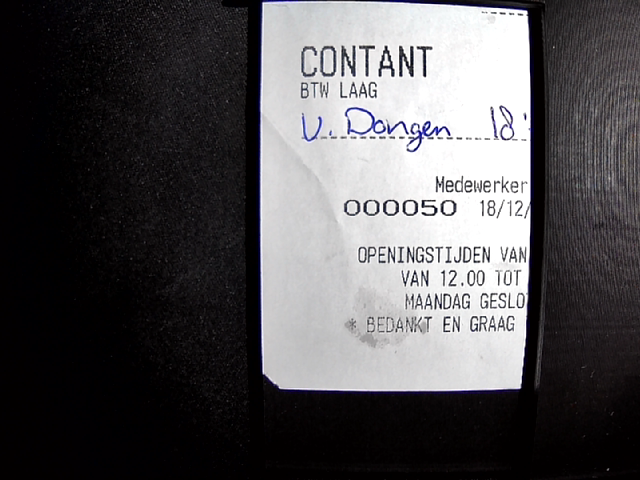 CONTANT
BTW LAAG
V. Dongen 18
Medewerker
000050 18/12/
OPENINGSTIJDEN VAN
VAN 12.00 TOT
MAANDAG GESLO
* BEDANKT EN GRAAG